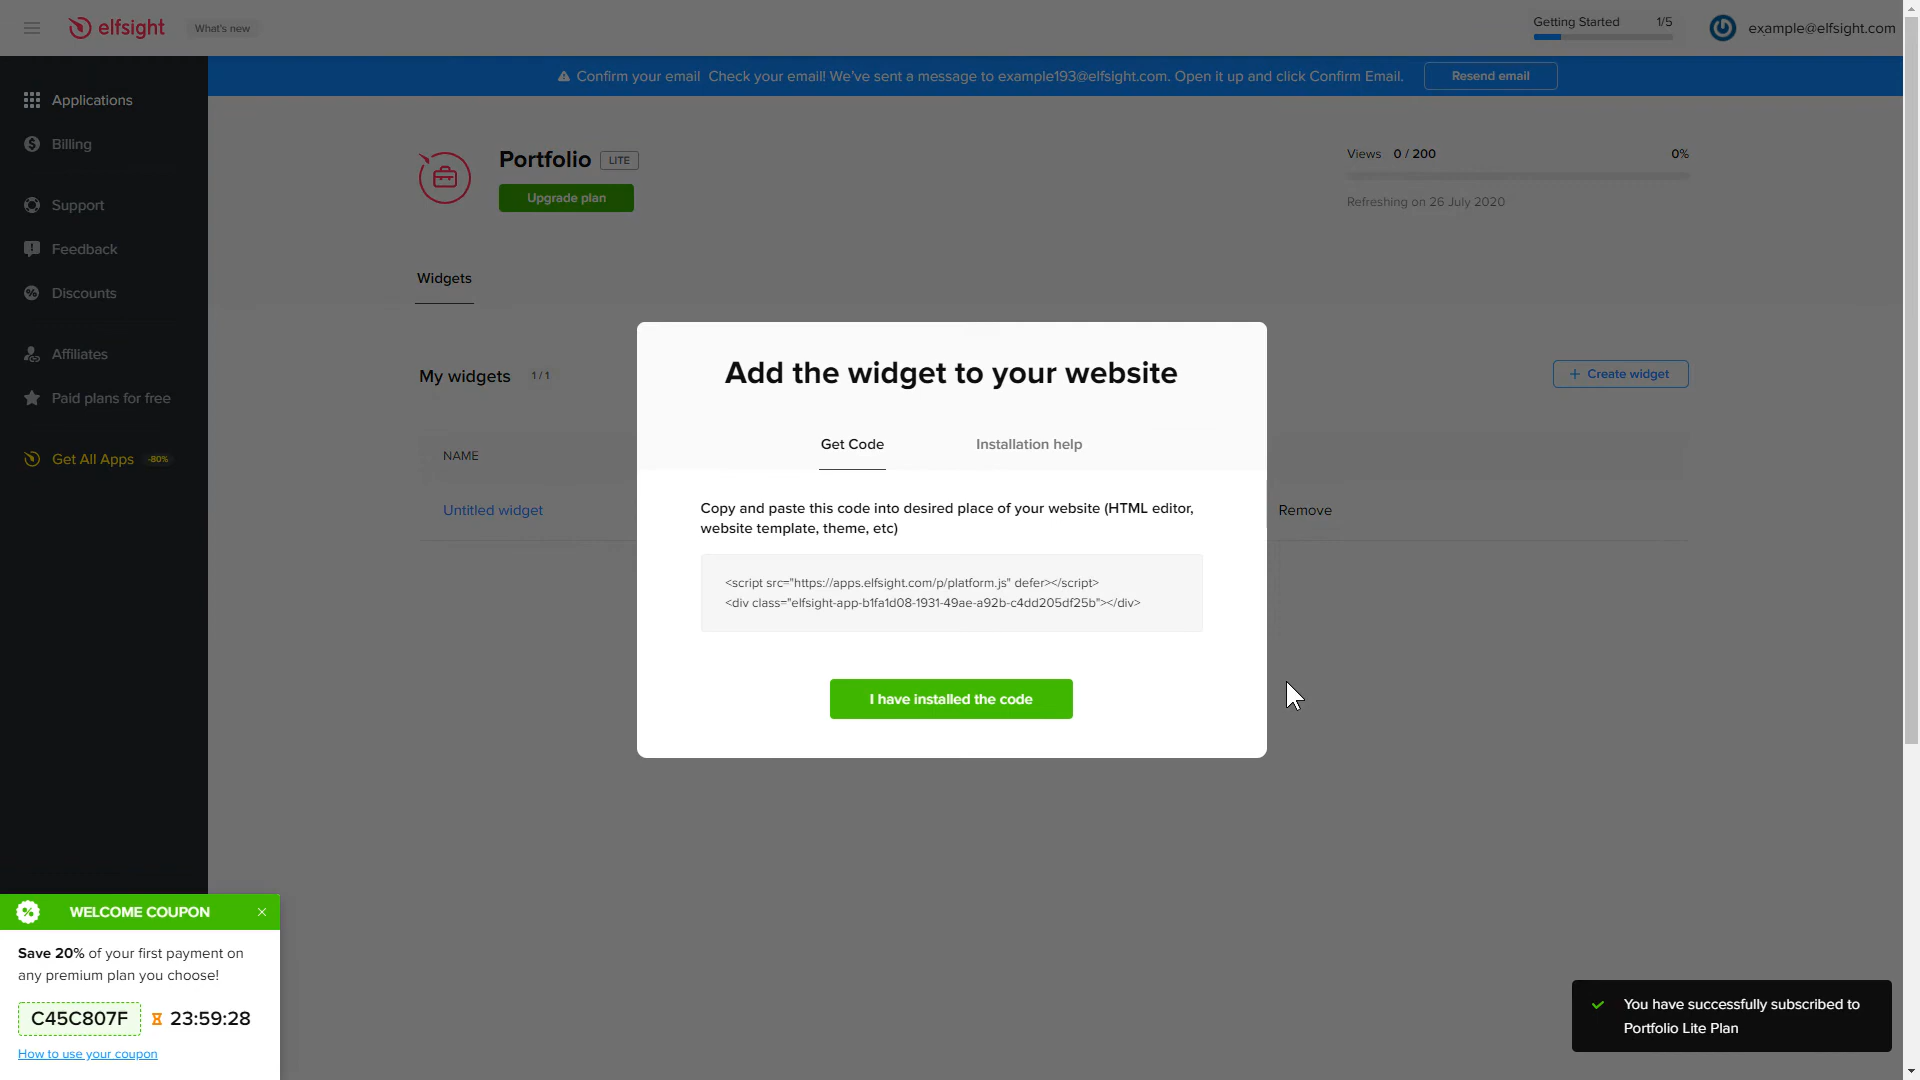 elfsight
What's new
Getting Started 1/5
example@elfsight.com
Confirm your email Check your email! We've sent a message to example193@elfsight.com. Open it up and click Confirm Email.
Resend email
Applications
Billing
Support
Feedback
Discounts
Affiliates
Paid plans for free
Get All Apps -80%
Portfolio LITE
Upgrade plan
Views 0 / 200 0%
Refreshing on 26 July 2020
Widgets
My widgets 1 / 1
+ Create widget
NAME
Untitled widget
Remove
Add the widget to your website
Get Code Installation help
Copy and paste this code into desired place of your website (HTML editor,
website template, theme, etc)
<script src="https://apps.elfsight.com/p/platform.js" defer></script>
<div class="elfsight-app-b1fa1d08-1931-49ae-a92b-c4dd205df25b"></div>
I have installed the code
WELCOME COUPON
Save 20% of your first payment on
any premium plan you choose!
C45C807F 23:59:28
How to use your coupon
You have successfully subscribed to
Portfolio Lite Plan